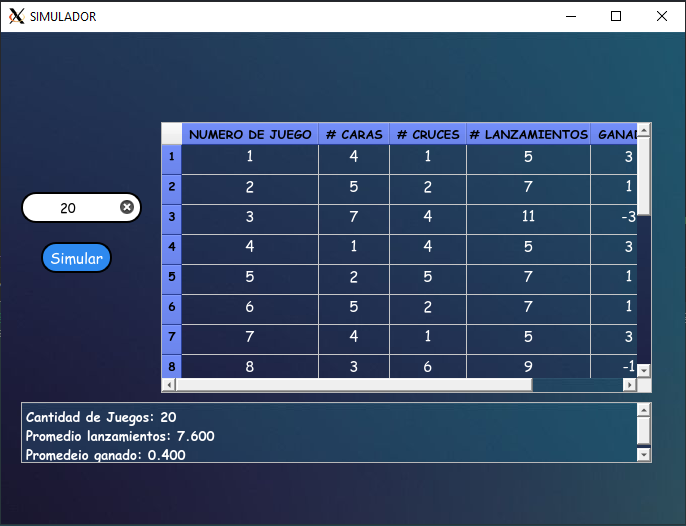 SIMULADOR
NUMERO DE JUEGO # CARAS # CRUCES # LANZAMIENTOS GANAD
1 1 4 1 5 3
2 2 5 2 7 1
3 3 7 4 11 -3
4 4 1 4 5 3
5 5 2 5 7 1
6 6 5 2 7 1
7 7 4 1 5 3
8 8 3 6 9 -1
20
Simular
Cantidad de Juegos: 20
Promedio lanzamientos: 7.600
Promedeio ganado: 0.400